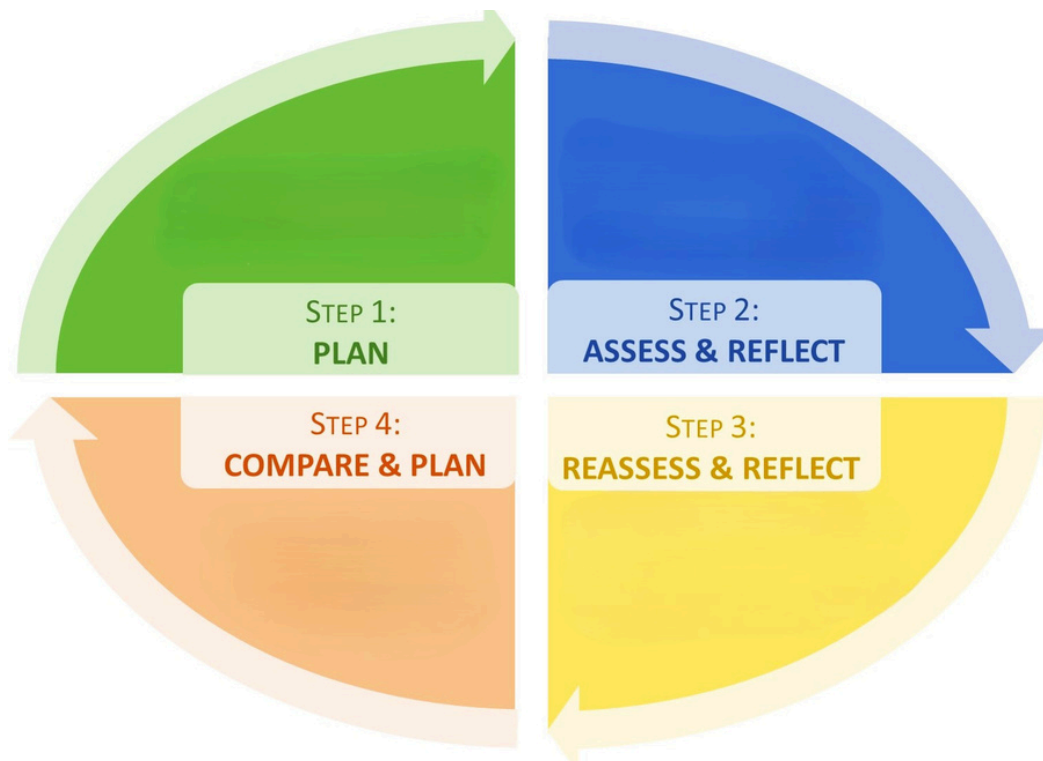 STEP 1:
PLAN
STEP 2:
ASSESS & REFLECT
STEP 3:
REASSESS & REFLECT
STEP 4:
COMPARE & PLAN